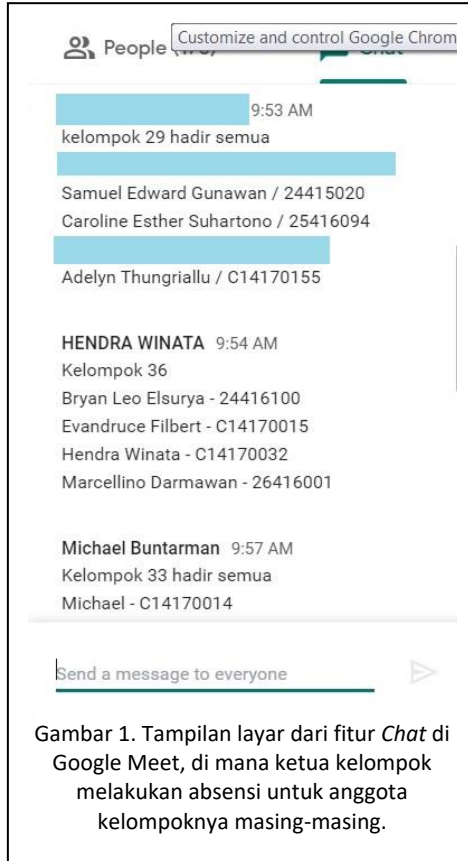 Customize and control Google Chrom
People
9:53 AM
kelompok 29 hadir semua
Samuel Edward Gunawan / 24415020
Caroline Esther Suhartono / 25416094
Adelyn Thungriallu / C14170155
HENDRA WINATA 9:54 AM
Kelompok 36
Bryan Leo Elsurya - 24416100
Evandruce Filbert - C14170015
Hendra Winata - C14170032
Marcellino Darmawan - 26416001
Michael Buntarman 9:57 AM
Kelompok 33 hadir semua
Michael - C14170014
Send a message to everyone
Gambar 1. Tampilan layar dari fitur Chat di
Google Meet, di mana ketua kelompok
melakukan absensi untuk anggota
kelompoknya masing-masing.